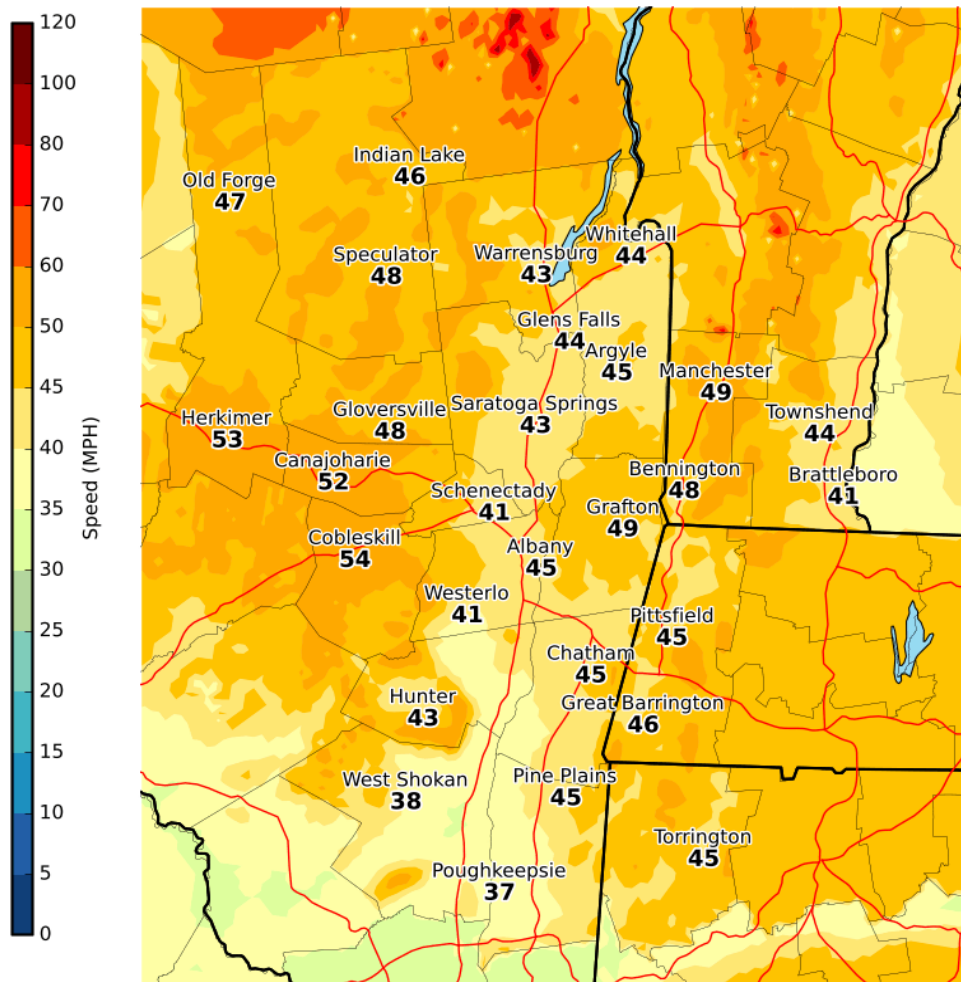 120
100
80
70
60
50
45
40
35
30
25
20
15
10
5
0
Speed (MPH)
Indian Lake
46
Old Forge
47
Whitehall
44
Speculator
48
Warrensburg
43
Glens Falls
44
Argyle
45
Manchester
49
Saratoga Springs
43
Gloversville
48
Herkimer
53
Townshend
44
Canajoharie
52
Bennington
48
Brattleboro
41
Schenectady
41
Grafton
49
Cobleskill
54
Albany
45
Westerlo
41
Pittsfield
45
Chatham
45
Hunter
43
Great Barrington
46
West Shokan
38
Pine Plains
45
Torrington
45
Poughkeepsie
37